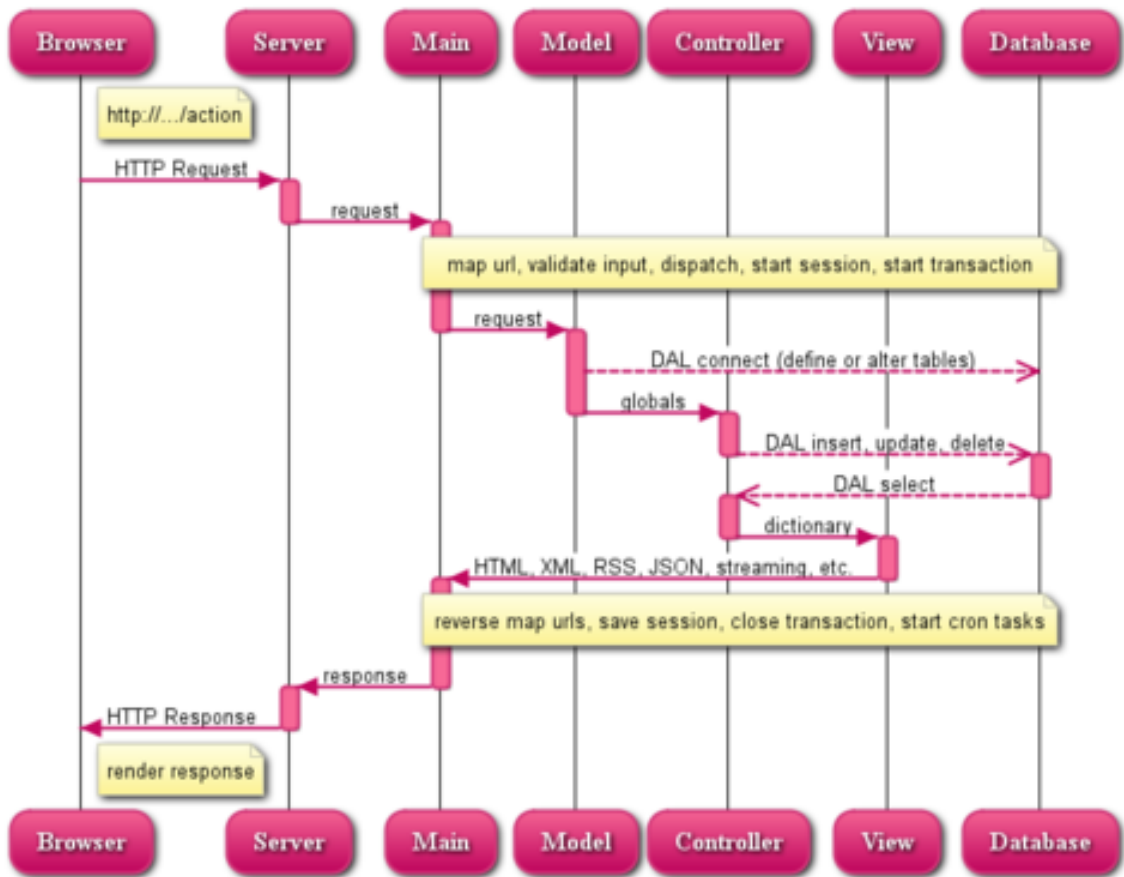 Browser Server Main Model Controller View Database
http://.../action
HTTP Request
request
map url, validate input, dispatch, start session, start transaction
request
DAL connect (define or alter tables)
globals
DAL insert, update, delete
DAL select
dictionary
HTML, XML, RSS, JSON, streaming, etc.
reverse map urls, save session, close transaction, start cron tasks
response
HTTP Response
render response
Browser Server Main Model Controller View Database